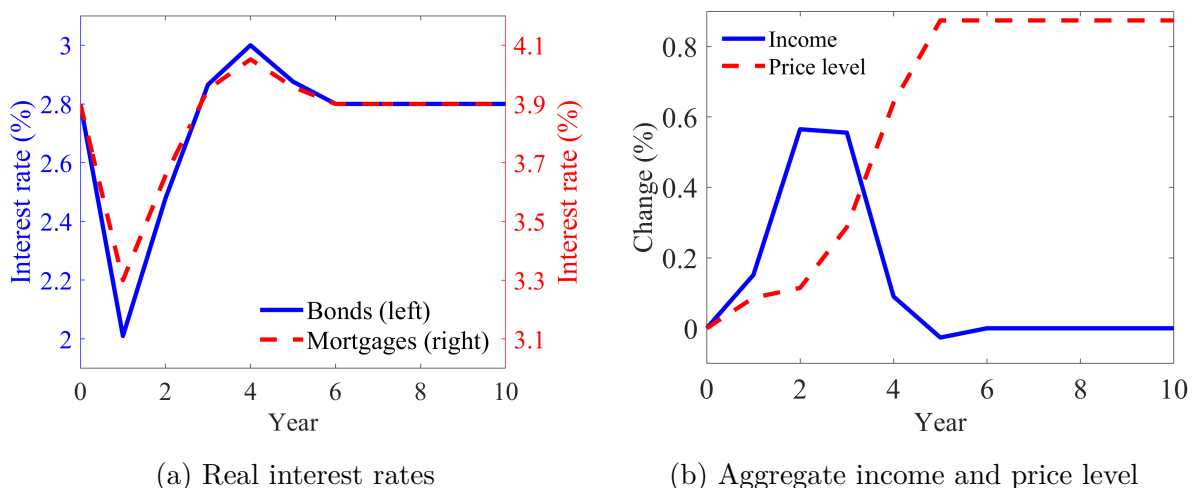 3
2.8
2.6
2.4
2.2
2
Interest rate (%)
4.1
3.9
3.7
3.5
3.3
3.1
Interest rate (%)
Bonds (left)
Mortgages (right)
0
2
4
6
8
10
Year
(a) Real interest rates
0.8
0.6
0.4
0.2
0
Change (%)
Income
Price level
0
2
4
6
8
10
Year
(b) Aggregate income and price level